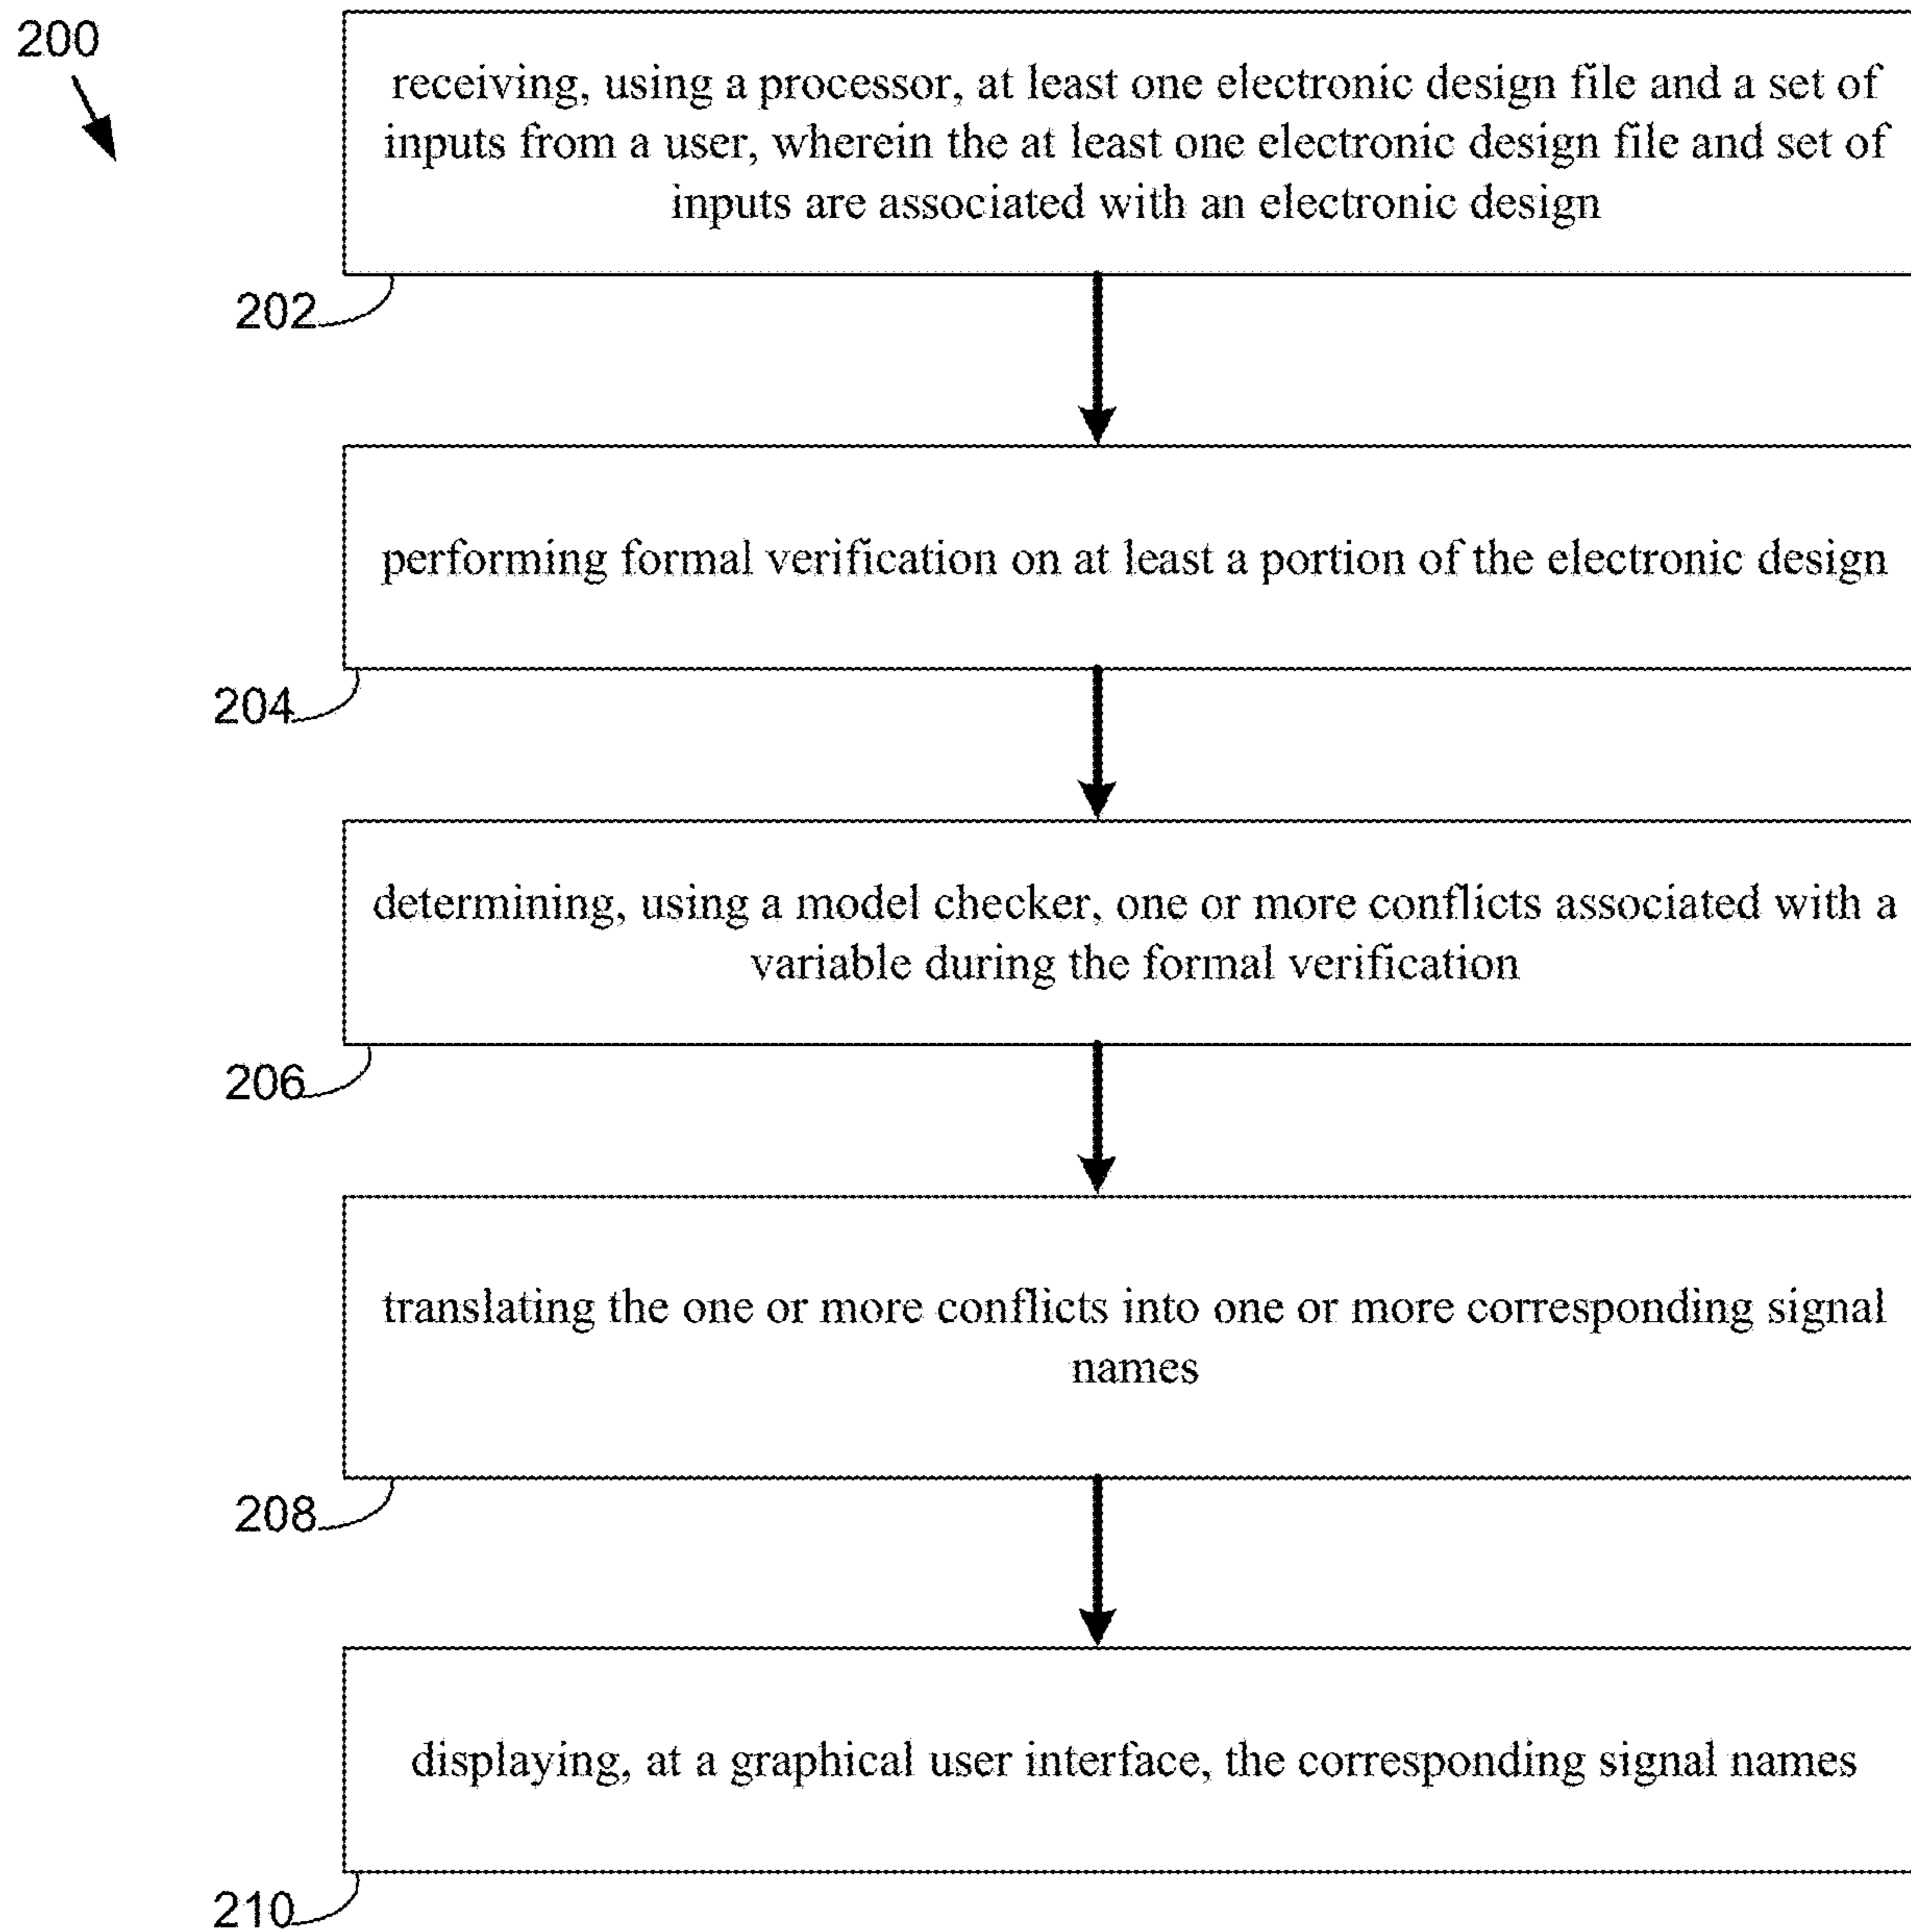 200
receiving, using a processor, at least one electronic design file and a set of
inputs from a user, wherein the at least one electronic design file and set of
inputs are associated with an electronic design
202
performing formal verification on at least a portion of the electronic design
204
determining, using a model checker, one or more conflicts associated with a
variable during the formal verification
206
translating the one or more conflicts into one or more corresponding signal
names
208
displaying, at a graphical user interface, the corresponding signal names
210